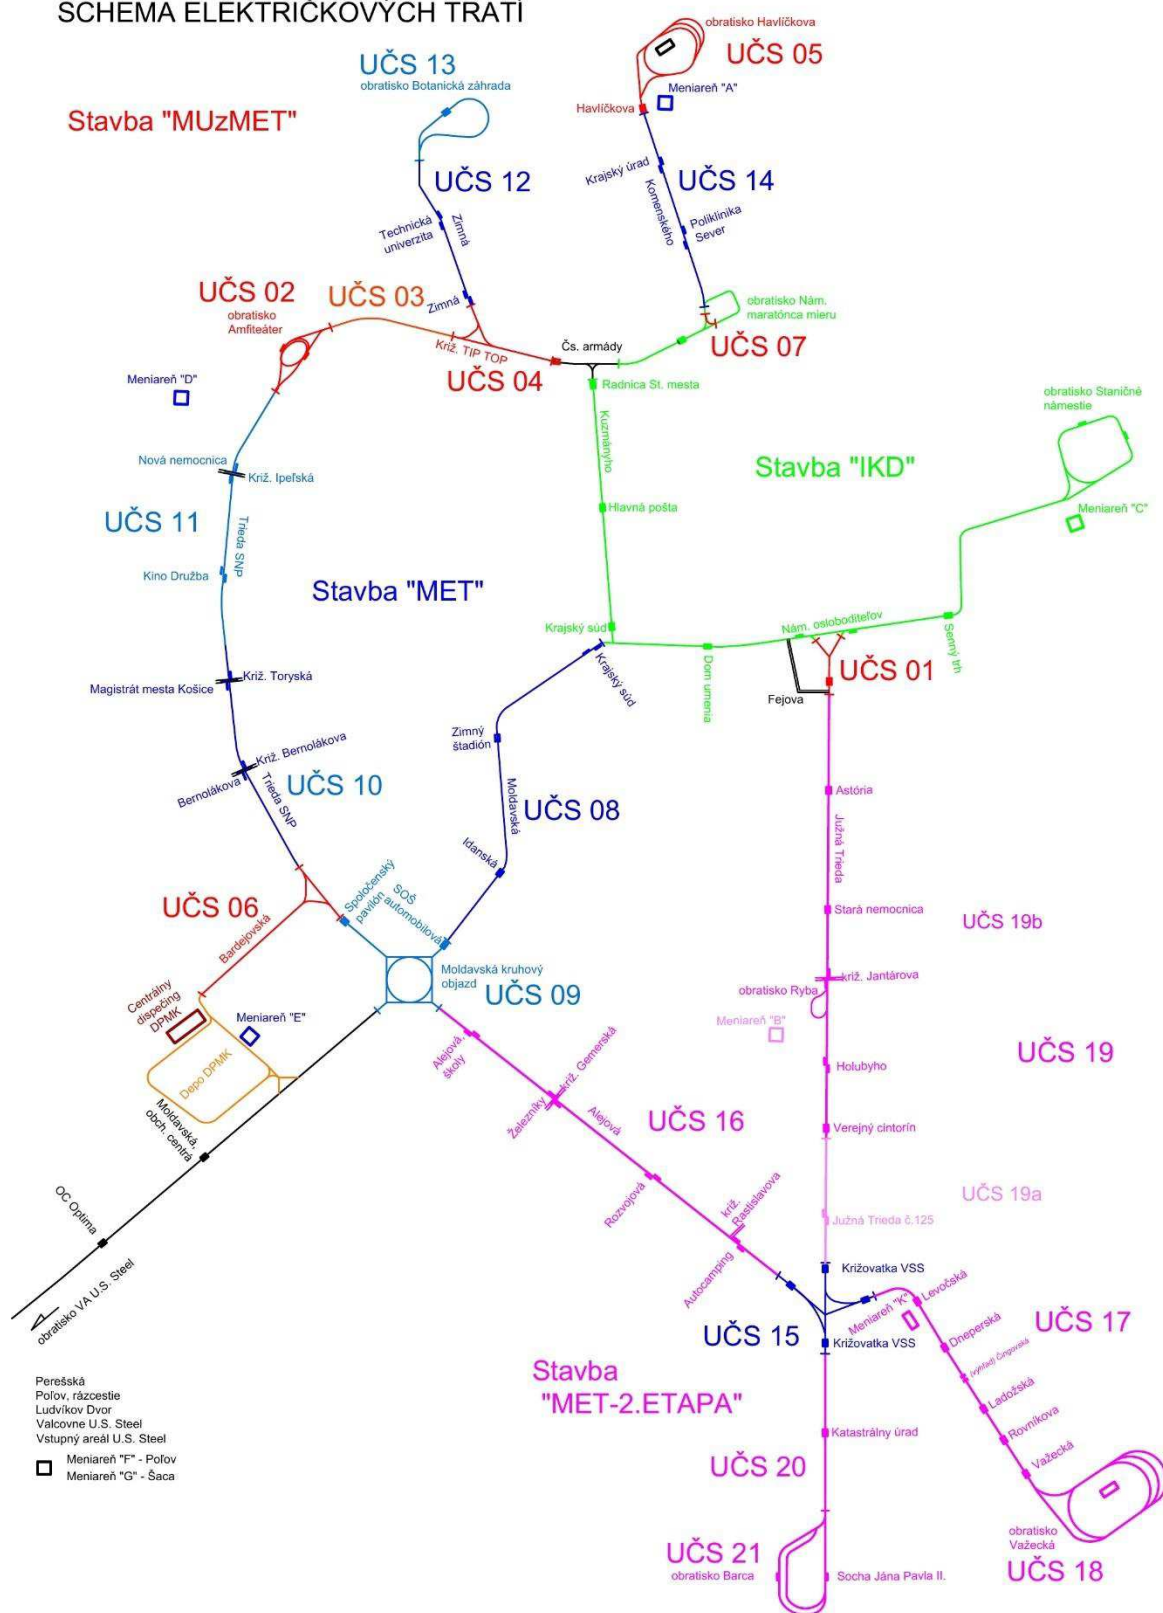 SCHEMA ELEKTRIČKOVÝCH TRATÍ
obratisko Havlíčkova
UČS 05
UČS 13
obratisko Botanická záhrada
Meniareň "A"
Havlíčkova
Stavba "MUzMET"
Krajský úrad
UČS 14
UČS 12
Komenského
Technická
univerzita
Zimná
Poliklinika
Sever
UČS 02
obratisko
Amfiteáter
UČS 03
Zimná
obratisko Nám.
maratónca mieru
Križ. TIP TOP
Čs. armády
UČS 07
Meniareň "D"
UČS 04
Radnica St. mesta
obratisko Staničné
námestie
Kuzmányho
Nová nemocnica
Križ. Ipeľská
Stavba "IKD"
UČS 11
Trieda SNP
Hlavná pošta
Meniareň "C"
Kino Družba
Stavba "MET"
Krajský súd
Nám. osloboditeľov
Senný trh
Krajský súd
Dom umenia
UČS 01
Križ. Toryská
Magistrát mesta Košice
Fejova
Zimný
štadión
Križ. Bernolákova
Bernolákova
Trieda SNP
UČS 10
Moldavská
UČS 08
Astória
Južná Trieda
Idanská
UČS 06
Spoločenský
pavilón
SOŠ
automobilová
Stará nemocnica
UČS 19b
Bardejovská
Moldavská kruhový
objazd
UČS 09
križ. Jantárova
obratisko Ryba
Centrálny
dispečing
DPMK
Meniareň "E"
Meniareň "B"
Alejová,
školy
križ. Gemerská
Železníky
UČS 19
Holubyho
Depo DPMK
Alejová
UČS 16
Verejný cintorín
Moldavská,
obch. centrá
Rozvojová
križ.
Rastislavova
UČS 19a
Južná Trieda č.125
OC Optima
Autocamping
Križovatka VSS
obratisko VA U.S. Steel
Meniareň "K"
Levočská
UČS 17
UČS 15
Križovatka VSS
Dneperská
(výhľad) Čingovská
Stavba
"MET-2.ETAPA"
Perešská
Poľov, rázcestie
Ludvíkov Dvor
Valcovne U.S. Steel
Vstupný areál U.S. Steel
Meniareň "F" - Poľov
Meniareň "G" - Šaca
Ladožská
Katastrálny úrad
Rovníkova
Važecká
UČS 20
obratisko
Važecká
UČS 18
UČS 21
obratisko Barca
Socha Jána Pavla II.